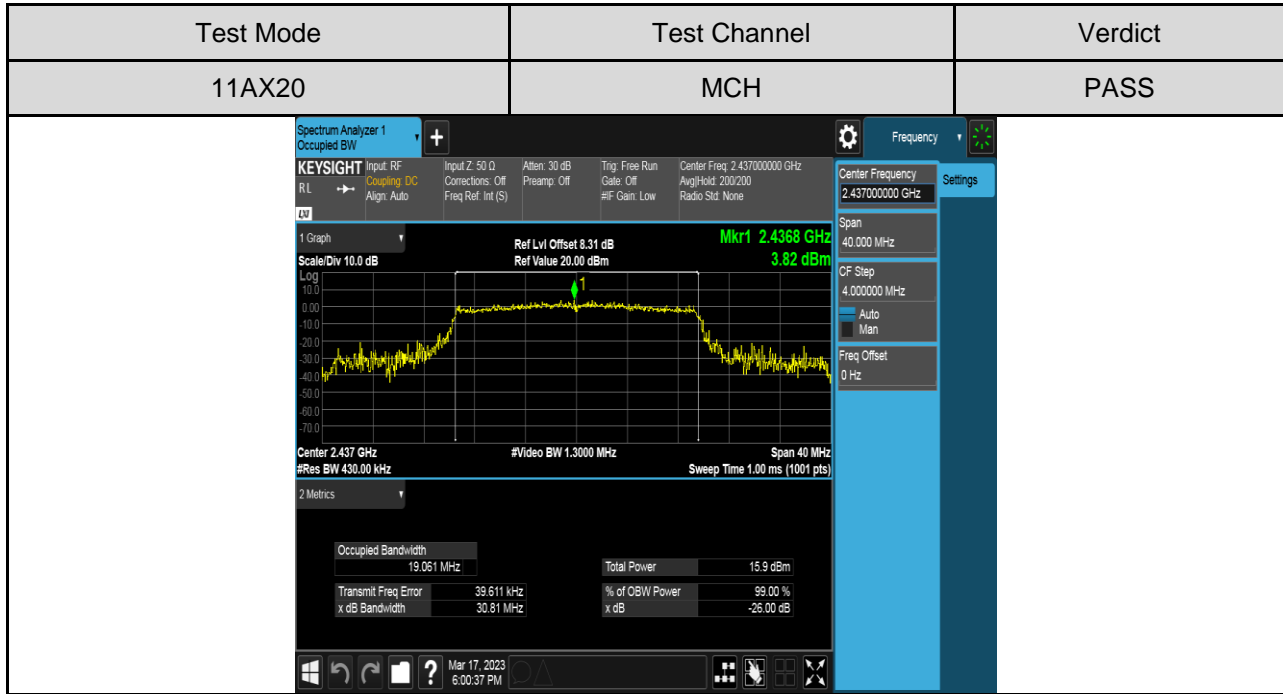 Test Mode Test Channel Verdict
11AX20 MCH PASS
Spectrum Analyzer 1
Occupied BW
+
Frequency
KEYSIGHT Input: RF Input Z: 50 Ω Atten: 30 dB Trig: Free Run Center Freq: 2.437000000 GHz
RL Coupling: DC Corrections: Off Preamp: Off Gate: Off Avg|Hold: 200/200
Align: Auto Freq Ref: Int (S) #IF Gain: Low Radio Std: None
LXI
Center Frequency
2.437000000 GHz
Settings
Span
40.000 MHz
CF Step
4.000000 MHz
Auto
Man
Freq Offset
0 Hz
1 Graph Ref Lvl Offset 8.31 dB Mkr1 2.4368 GHz
Scale/Div 10.0 dB Ref Value 20.00 dBm 3.82 dBm
Log
1
10.0
0.00
-10.0
-20.0
-30.0
-40.0
-50.0
-60.0
-70.0
Center 2.437 GHz #Video BW 1.3000 MHz Span 40 MHz
#Res BW 430.00 kHz Sweep Time 1.00 ms (1001 pts)
2 Metrics
Occupied Bandwidth
19.061 MHz Total Power 15.9 dBm
Transmit Freq Error 39.611 kHz % of OBW Power 99.00 %
x dB Bandwidth 30.81 MHz x dB -26.00 dB
? Mar 17, 2023
6:00:37 PM